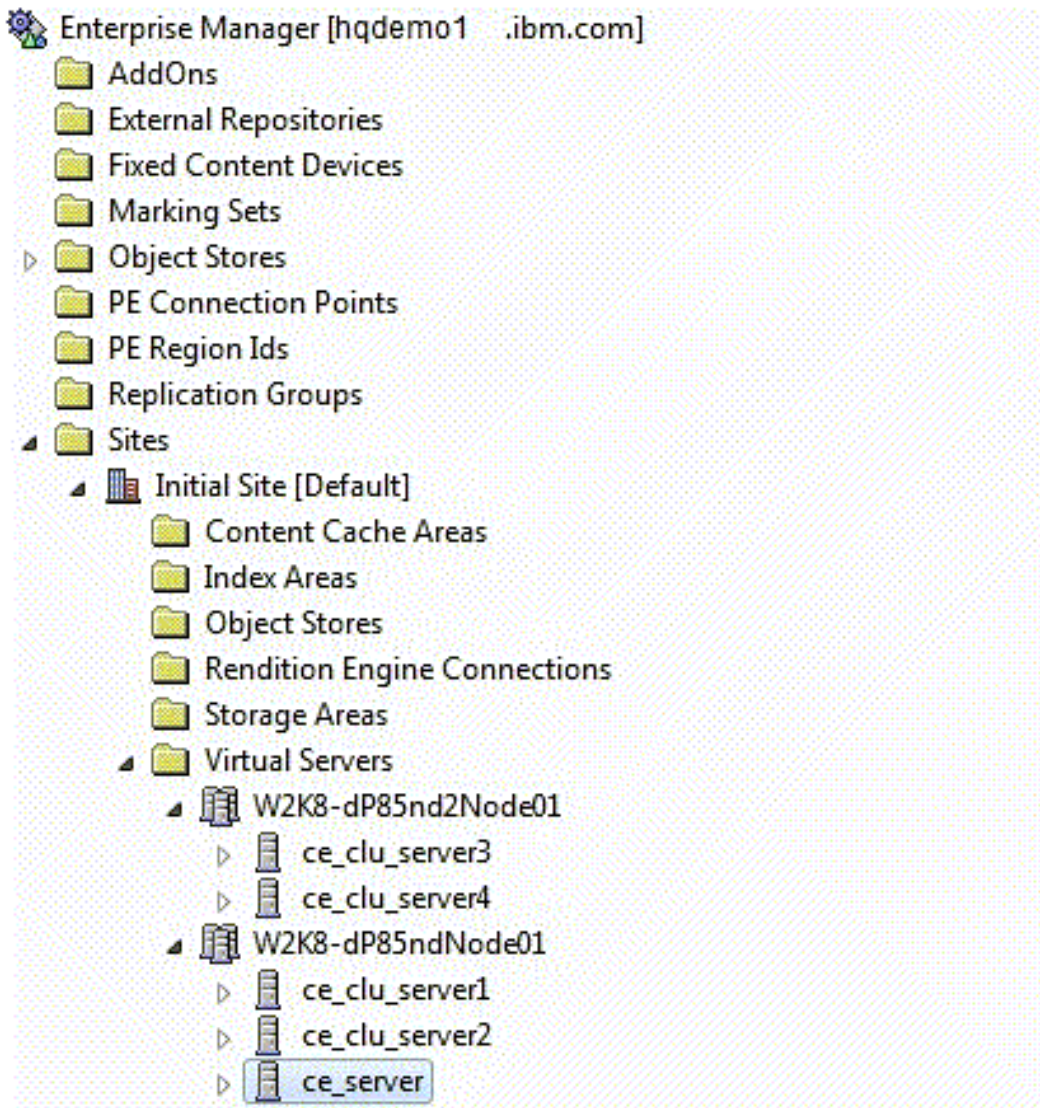 Enterprise Manager [hqdemo1 .ibm.com]
AddOns
External Repositories
Fixed Content Devices
Marking Sets
Object Stores
PE Connection Points
PE Region Ids
Replication Groups
Sites
Initial Site [Default]
Content Cache Areas
Index Areas
Object Stores
Rendition Engine Connections
Storage Areas
Virtual Servers
W2K8-dP85nd2Node01
ce_clu_server3
ce_clu_server4
W2K8-dP85ndNode01
ce_clu_server1
ce_clu_server2
ce_server